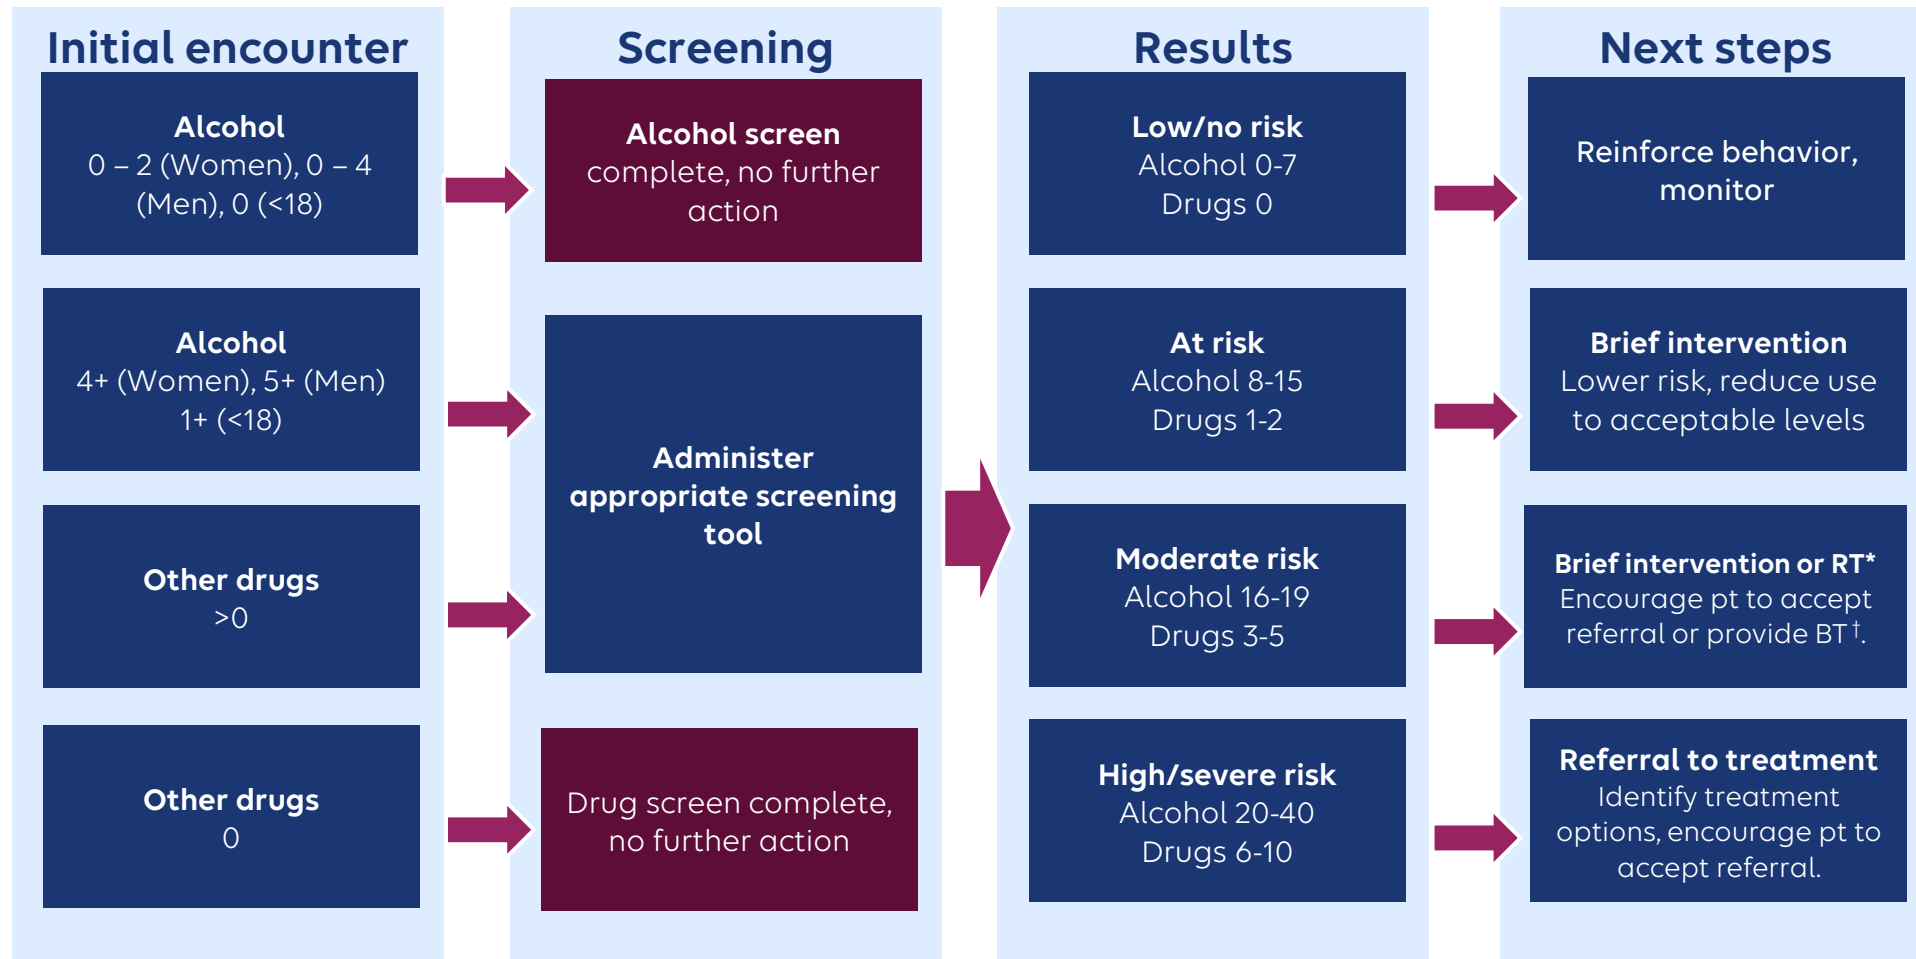 Initial encounter
Alcohol
0 – 2 (Women), 0 – 4
(Men), 0 (<18)
Alcohol
4+ (Women), 5+ (Men)
1+ (<18)
Other drugs
>0
Other drugs
0
Screening
Alcohol screen
complete, no further
action
Administer
appropriate screening
tool
Drug screen complete,
no further action
Results
Low/no risk
Alcohol 0-7
Drugs 0
At risk
Alcohol 8-15
Drugs 1-2
Moderate risk
Alcohol 16-19
Drugs 3-5
High/severe risk
Alcohol 20-40
Drugs 6-10
Next steps
Reinforce behavior,
monitor
Brief intervention
Lower risk, reduce use
to acceptable levels
Brief intervention or RT*
Encourage pt to accept
referral or provide BT†.
Referral to treatment
Identify treatment
options, encourage pt to
accept referral.